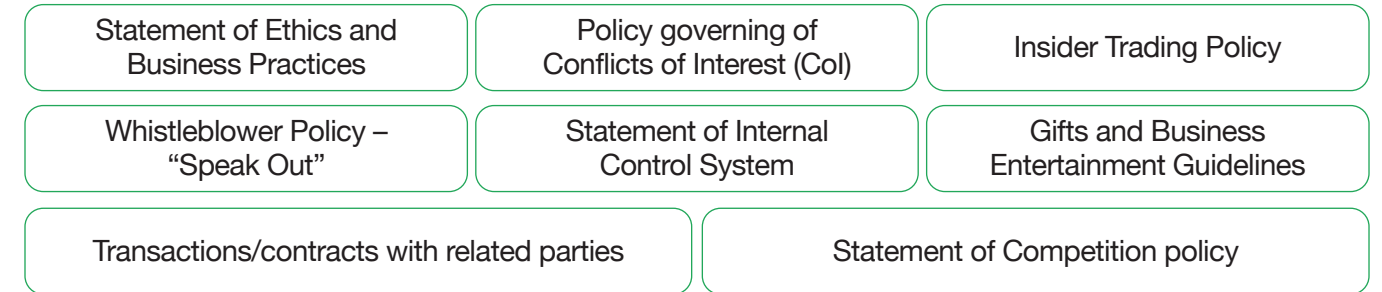 Statement of Ethics and
Business Practices
Policy governing of
Conflicts of Interest (CoI)
Insider Trading Policy
Whistleblower Policy –
“Speak Out”
Statement of Internal
Control System
Gifts and Business
Entertainment Guidelines
Transactions/contracts with related parties
Statement of Competition policy